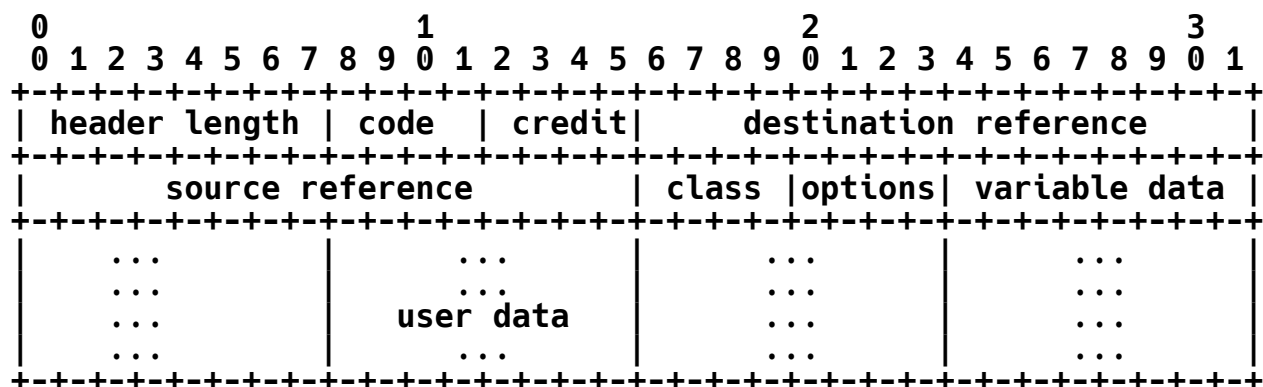 0                   1                   2                   3
 0 1 2 3 4 5 6 7 8 9 0 1 2 3 4 5 6 7 8 9 0 1 2 3 4 5 6 7 8 9 0 1
+-+-+-+-+-+-+-+-+-+-+-+-+-+-+-+-+-+-+-+-+-+-+-+-+-+-+-+-+-+-+-+-+
| header length | code  | credit|     destination reference     |
+-+-+-+-+-+-+-+-+-+-+-+-+-+-+-+-+-+-+-+-+-+-+-+-+-+-+-+-+-+-+-+-+
|       source reference        | class |options| variable data |
+-+-+-+-+-+-+-+-+-+-+-+-+-+-+-+-+-+-+-+-+-+-+-+-+-+-+-+-+-+-+-+-+
|    ...        |      ...      |      ...      |      ...      |
|    ...        |      ...      |      ...      |      ...      |
|    ...        |   user data   |      ...      |      ...      |
|    ...        |      ...      |      ...      |      ...      |
+-+-+-+-+-+-+-+-+-+-+-+-+-+-+-+-+-+-+-+-+-+-+-+-+-+-+-+-+-+-+-+-+